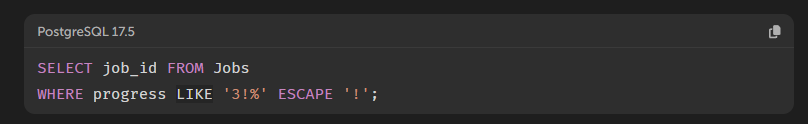 PostgreSQL 17.5
SELECT job_id FROM Jobs
WHERE progress LIKE '3!%' ESCAPE '!';